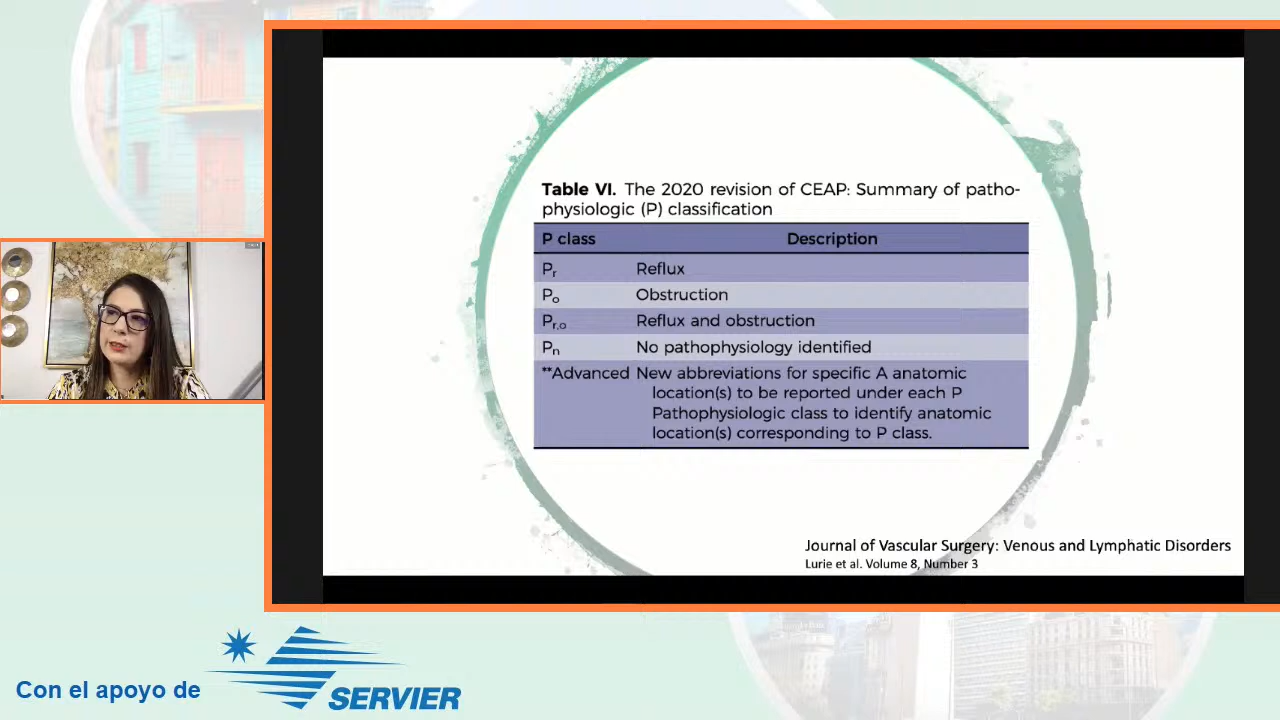 Table VI. The 2020 revision of CEAP: Summary of patho-
physiologic (P) classification
P class Description
Pr Reflux
Po Obstruction
Pr,o Reflux and obstruction
Pn No pathophysiology identified
**Advanced New abbreviations for specific A anatomic
location(s) to be reported under each P
Pathophysiologic class to identify anatomic
location(s) corresponding to P class.
Journal of Vascular Surgery: Venous and Lymphatic Disorders
Lurie et al. Volume 8, Number 3
Con el apoyo de
SERVIER